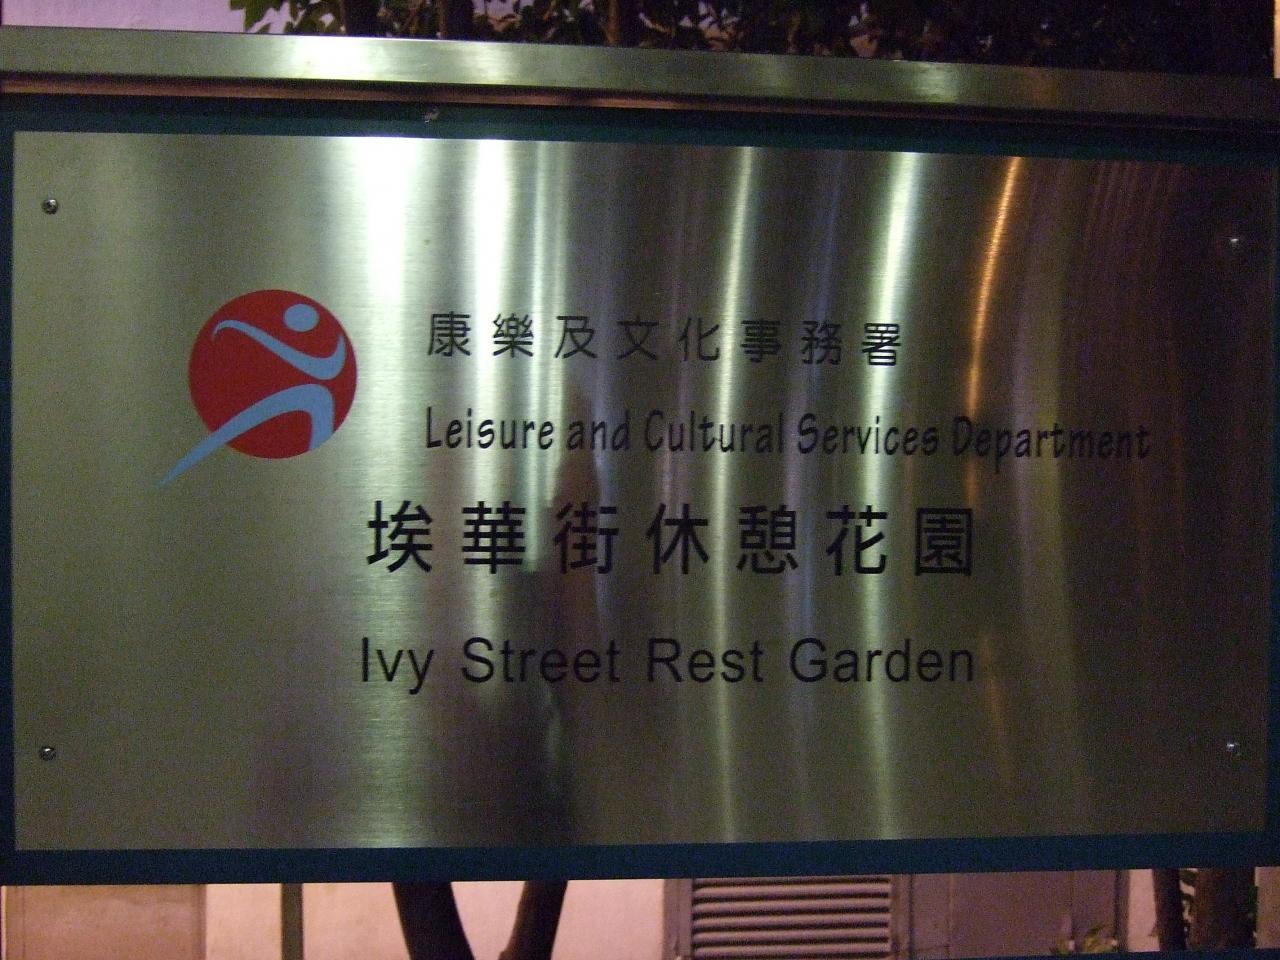 康樂及文化事務署
Leisure and Cultural Services Department
埃華街休憩花園
Ivy Street Rest Garden